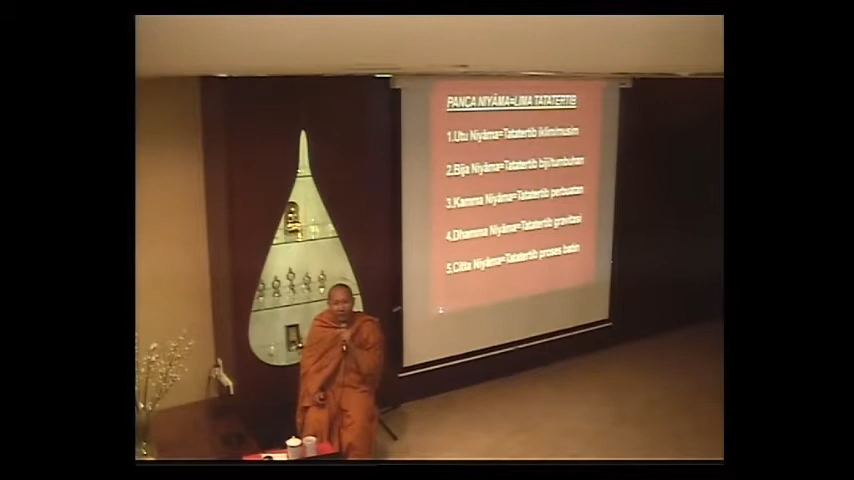 PANCA NIYĀMA=LIMA TATATERTIB
1.Utu Niyāma=Tatatertib iklim/musim
2.Bija Niyāma=Tatatertib biji/tumbuhan
3.Kamma Niyāma=Tatatertib perbuatan
4.Dhamma Niyāma=Tatatertib gravitasi
5.Citta Niyāma=Tatatertib proses batin